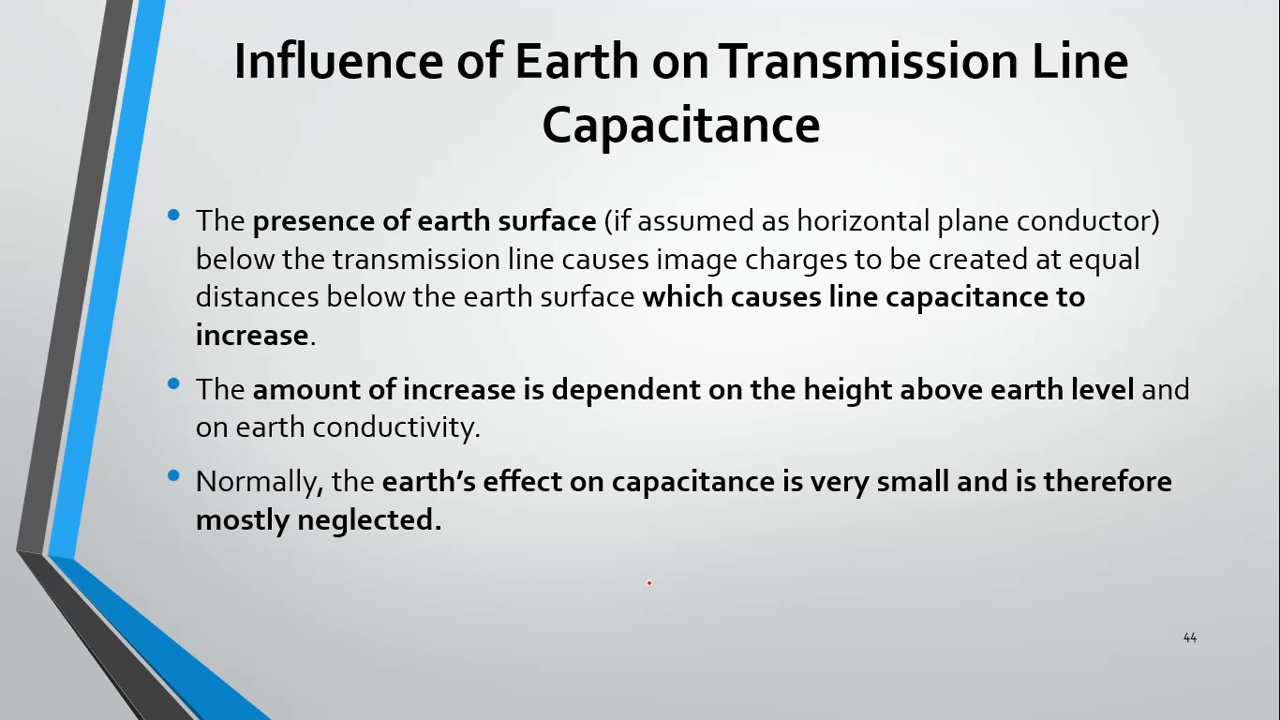 Influence of Earth on Transmission Line
Capacitance
• The presence of earth surface (if assumed as horizontal plane conductor)
below the transmission line causes image charges to be created at equal
distances below the earth surface which causes line capacitance to
increase.
• The amount of increase is dependent on the height above earth level and
on earth conductivity.
• Normally, the earth’s effect on capacitance is very small and is therefore
mostly neglected.
44